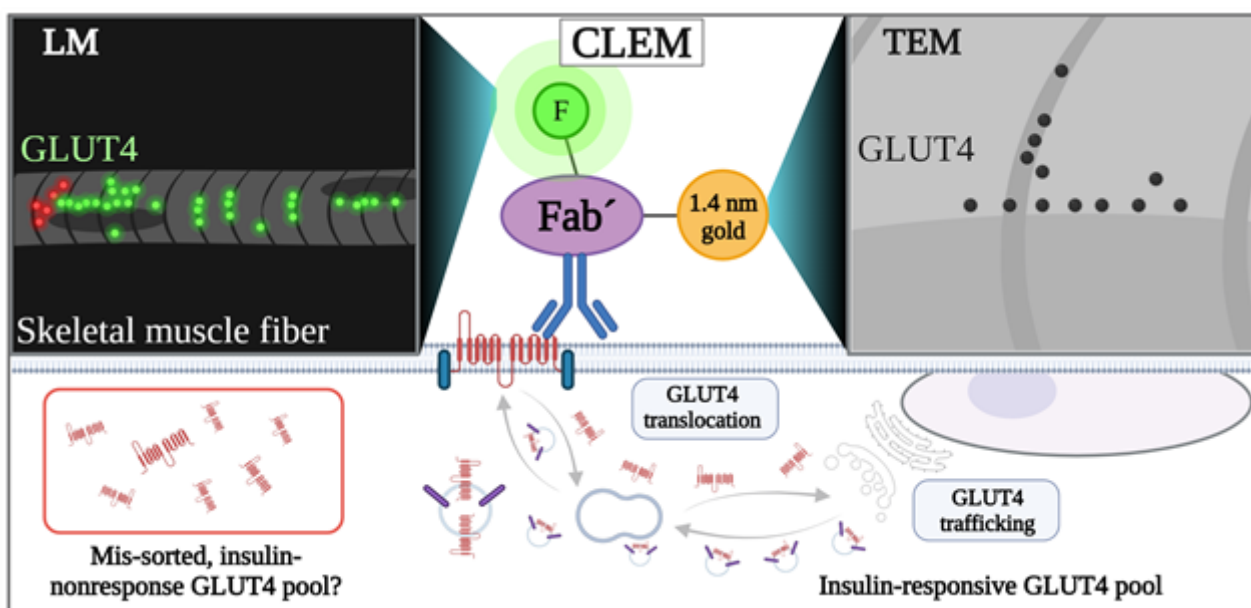 LM
GLUT4
Skeletal muscle fiber
CLEM
F
Fab´
1.4 nm
gold
TEM
GLUT4
GLUT4
translocation
GLUT4
trafficking
Mis-sorted, insulin-
nonresponse GLUT4 pool?
Insulin-responsive GLUT4 pool